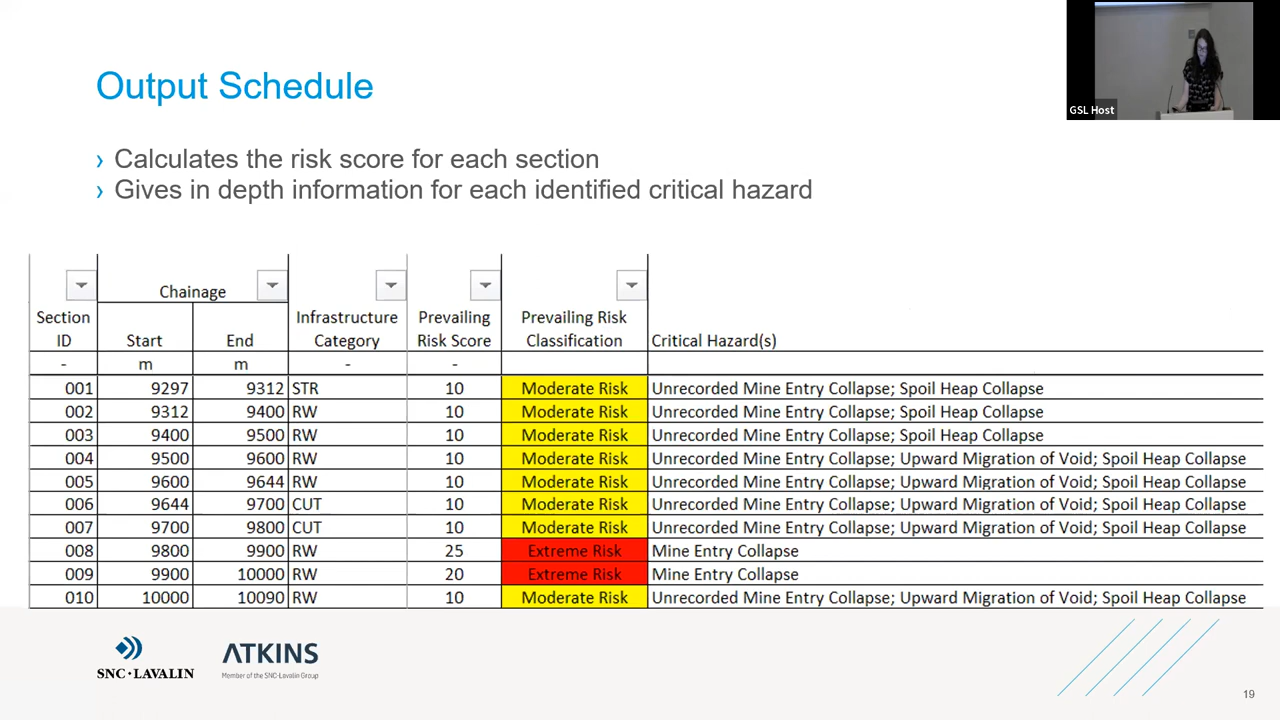 Output Schedule
GSL Host
› Calculates the risk score for each section
› Gives in depth information for each identified critical hazard
Chainage
Section Infrastructure Prevailing Prevailing Risk
ID Start End Category Risk Score Classification Critical Hazard(s)
- m m - -
001 9297 9312 STR 10 Moderate Risk Unrecorded Mine Entry Collapse; Spoil Heap Collapse
002 9312 9400 RW 10 Moderate Risk Unrecorded Mine Entry Collapse; Spoil Heap Collapse
003 9400 9500 RW 10 Moderate Risk Unrecorded Mine Entry Collapse; Spoil Heap Collapse
004 9500 9600 RW 10 Moderate Risk Unrecorded Mine Entry Collapse; Upward Migration of Void; Spoil Heap Collapse
005 9600 9644 RW 10 Moderate Risk Unrecorded Mine Entry Collapse; Upward Migration of Void; Spoil Heap Collapse
006 9644 9700 CUT 10 Moderate Risk Unrecorded Mine Entry Collapse; Upward Migration of Void; Spoil Heap Collapse
007 9700 9800 CUT 10 Moderate Risk Unrecorded Mine Entry Collapse; Upward Migration of Void; Spoil Heap Collapse
008 9800 9900 RW 25 Extreme Risk Mine Entry Collapse
009 9900 10000 RW 20 Extreme Risk Mine Entry Collapse
010 10000 10090 RW 10 Moderate Risk Unrecorded Mine Entry Collapse; Upward Migration of Void; Spoil Heap Collapse
SNC·LAVALIN
ATKINS
Member of the SNC-Lavalin Group
19